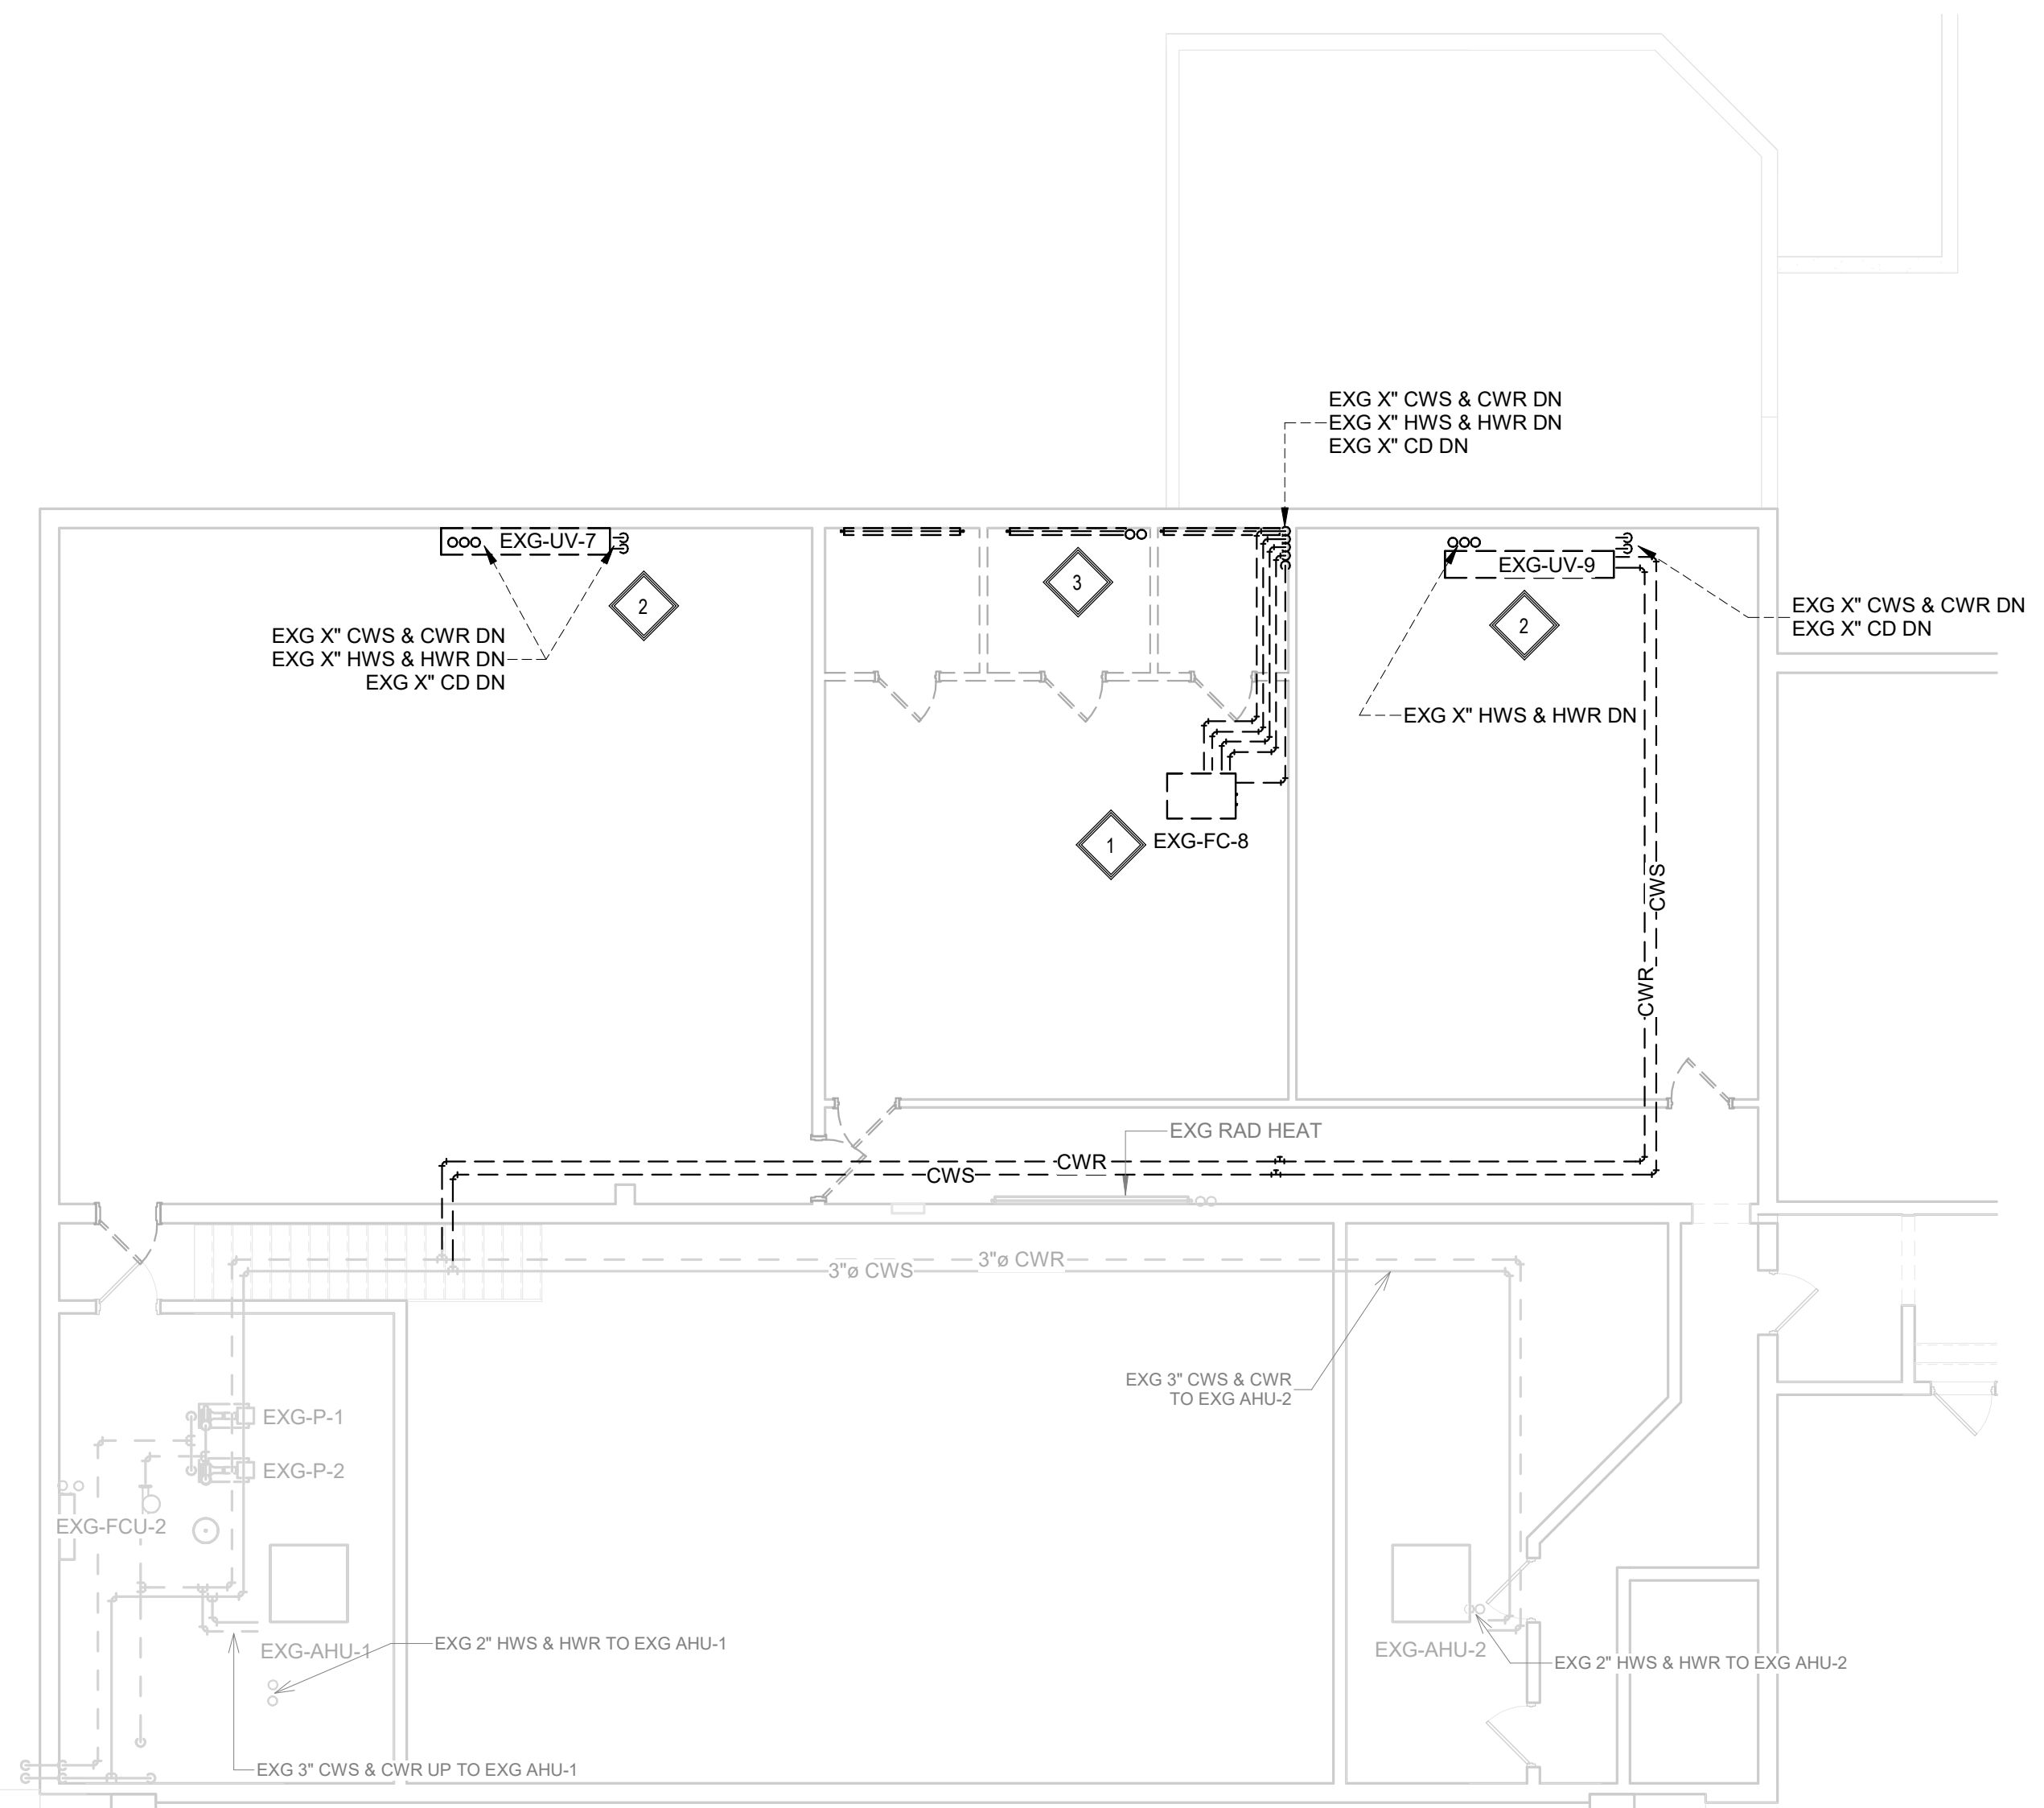 EXG X" CWS & CWR DN
EXG X" HWS & HWR DN
EXG X" CD DN
EXG-UV-7
2
EXG X" CWS & CWR DN
EXG X" HWS & HWR DN
EXG X" CD DN
3
EXG-UV-9
2
EXG X" CWS & CWR DN
EXG X" CD DN
EXG X" HWS & HWR DN
1
EXG-FC-8
CWS
CWR
EXG RAD HEAT
CWR
CWS
3"ø CWR
3"ø CWS
EXG 3" CWS & CWR
TO EXG AHU-2
EXG-P-1
EXG-P-2
EXG-FCU-2
EXG-AHU-1
EXG 2" HWS & HWR TO EXG AHU-1
EXG-AHU-2
EXG 2" HWS & HWR TO EXG AHU-2
EXG 3" CWS & CWR UP TO EXG AHU-1